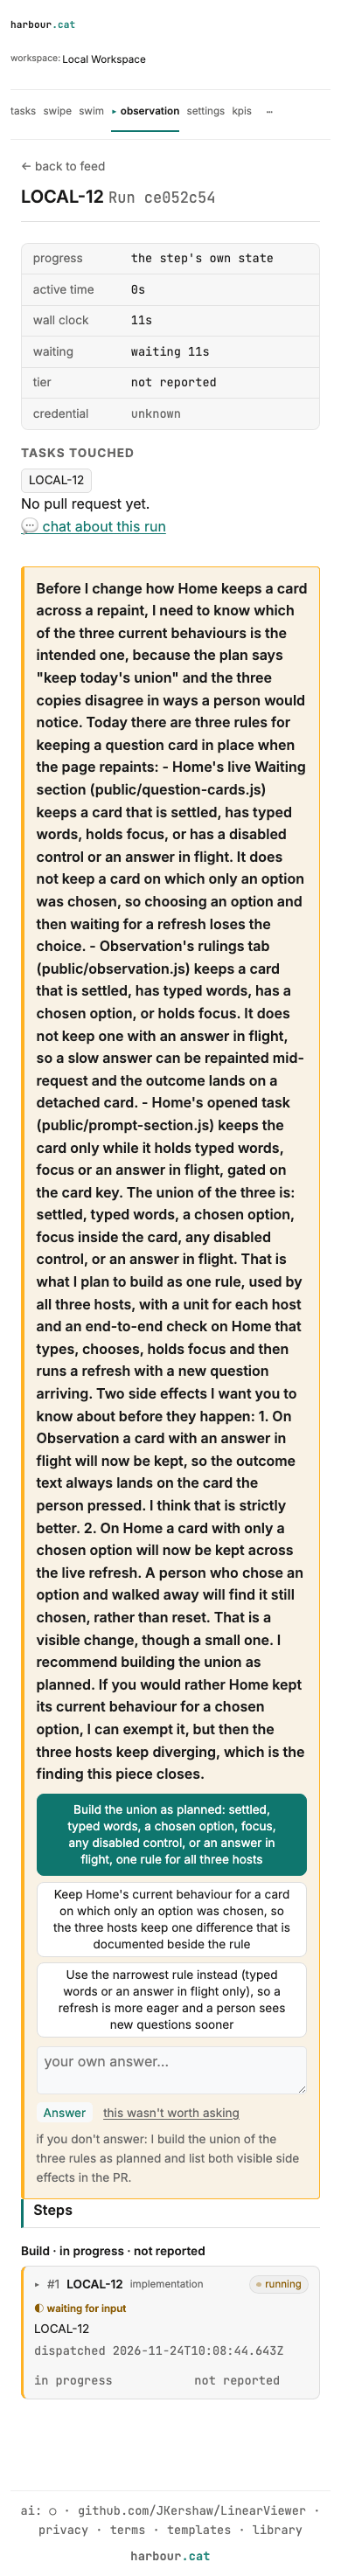 harbour.cat
workspace: Local Workspace
tasks swipe swim ▸ observation settings kpis ⋯
← back to feed
LOCAL-12 Run ce052c54
progress the step's own state
active time 0s
wall clock 11s
waiting waiting 11s
tier not reported
credential unknown
TASKS TOUCHED
LOCAL-12
No pull request yet.
💬 chat about this run
Before I change how Home keeps a card
across a repaint, I need to know which
of the three current behaviours is the
intended one, because the plan says
"keep today's union" and the three
copies disagree in ways a person would
notice. Today there are three rules for
keeping a question card in place when
the page repaints: - Home's live Waiting
section (public/question-cards.js)
keeps a card that is settled, has typed
words, holds focus, or has a disabled
control or an answer in flight. It does
not keep a card on which only an option
was chosen, so choosing an option and
then waiting for a refresh loses the
choice. - Observation's rulings tab
(public/observation.js) keeps a card
that is settled, has typed words, has a
chosen option, or holds focus. It does
not keep one with an answer in flight,
so a slow answer can be repainted mid-
request and the outcome lands on a
detached card. - Home's opened task
(public/prompt-section.js) keeps the
card only while it holds typed words,
focus or an answer in flight, gated on
the card key. The union of the three is:
settled, typed words, a chosen option,
focus inside the card, any disabled
control, or an answer in flight. That is
what I plan to build as one rule, used by
all three hosts, with a unit for each host
and an end-to-end check on Home that
types, chooses, holds focus and then
runs a refresh with a new question
arriving. Two side effects I want you to
know about before they happen: 1. On
Observation a card with an answer in
flight will now be kept, so the outcome
text always lands on the card the
person pressed. I think that is strictly
better. 2. On Home a card with only a
chosen option will now be kept across
the live refresh. A person who chose an
option and walked away will find it still
chosen, rather than reset. That is a
visible change, though a small one. I
recommend building the union as
planned. If you would rather Home kept
its current behaviour for a chosen
option, I can exempt it, but then the
three hosts keep diverging, which is the
finding this piece closes.
Build the union as planned: settled,
typed words, a chosen option, focus,
any disabled control, or an answer in
flight, one rule for all three hosts
Keep Home's current behaviour for a card
on which only an option was chosen, so
the three hosts keep one difference that is
documented beside the rule
Use the narrowest rule instead (typed
words or an answer in flight only), so a
refresh is more eager and a person sees
new questions sooner
your own answer...
Answer this wasn't worth asking
if you don't answer: I build the union of the
three rules as planned and list both visible side
effects in the PR.
Steps
Build · in progress · not reported
▸ #1 LOCAL-12 implementation running
◐ waiting for input
LOCAL-12
dispatched 2026-11-24T10:08:44.643Z
in progress not reported
ai: ○ · github.com/JKershaw/LinearViewer ·
privacy · terms · templates · library
harbour.cat